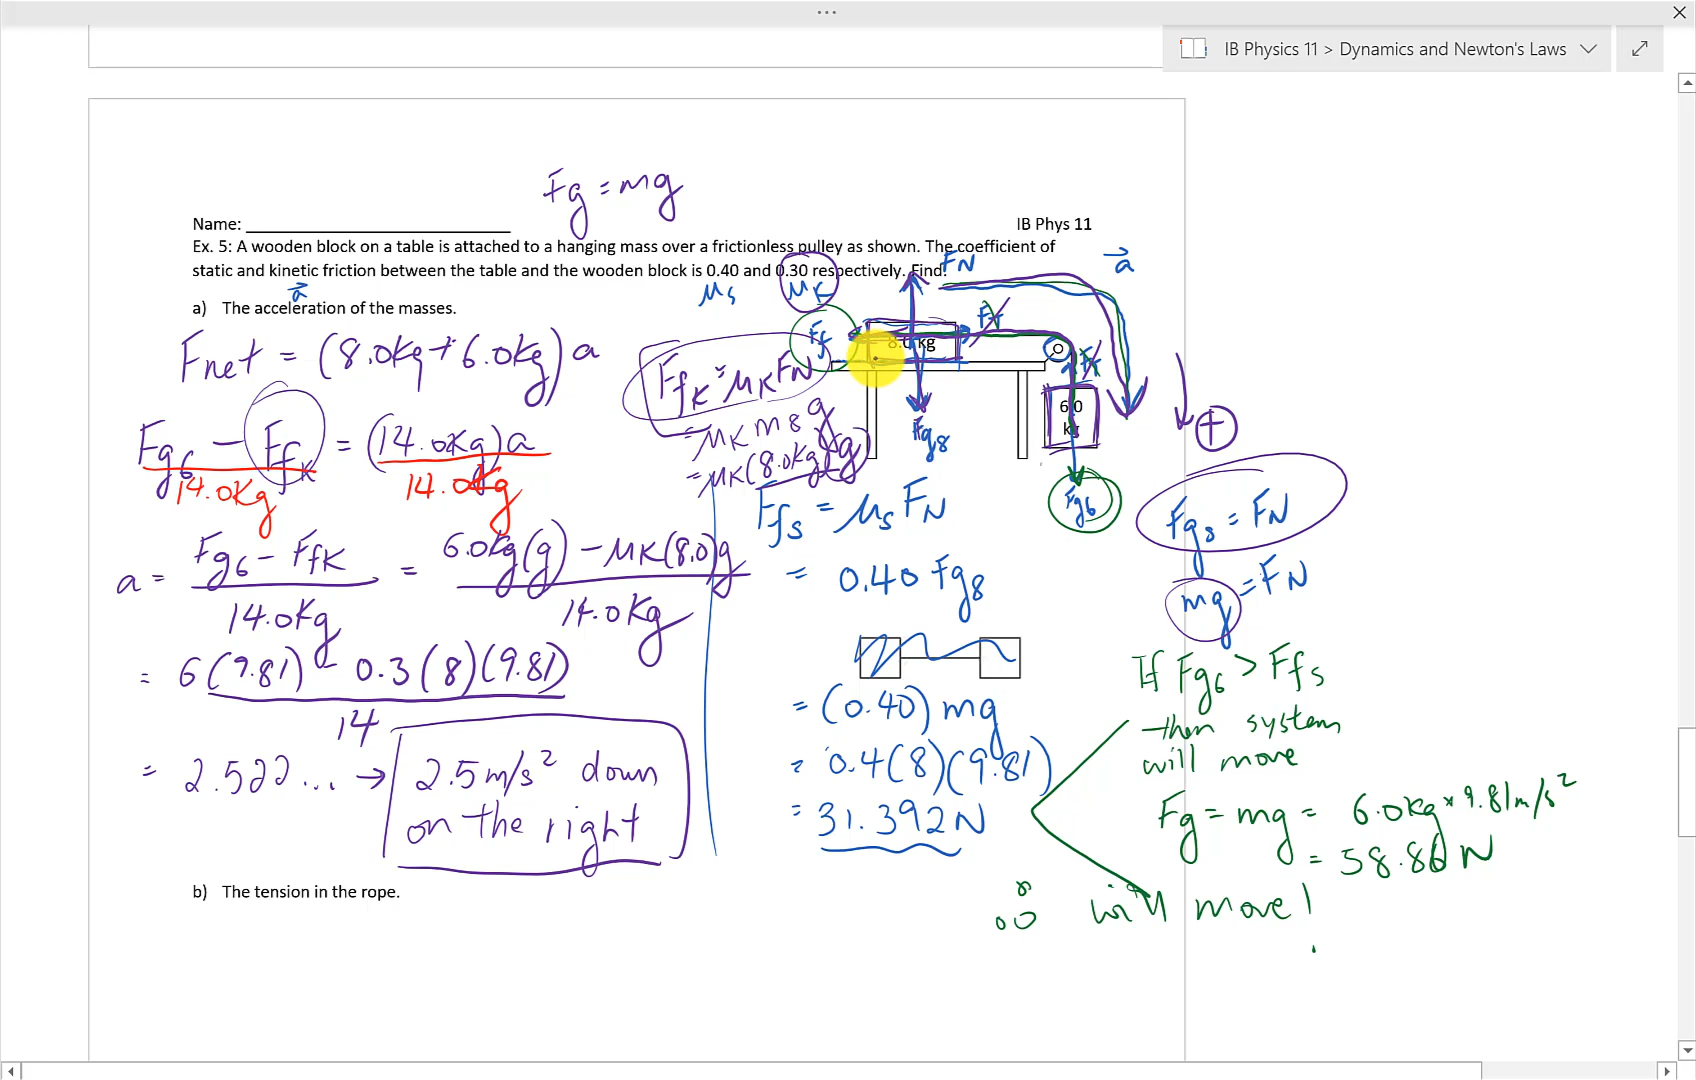 IB Physics 11 > Dynamics and Newton's Laws
Fg = mg
Name:
IB Phys 11
Ex. 5: A wooden block on a table is attached to a hanging mass over a frictionless pulley as shown. The coefficient of
static and kinetic friction between the table and the wooden block is 0.40 and 0.30 respectively. Find:
μs
μK
FN
a
a
a) The acceleration of the masses.
Ff
FT
8.0 kg
FT
6.0
kg
Fg8
Fg6
+
Fnet = (8.0kg + 6.0kg)a
Fg6 − FfK = (14.0kg)a
14.0kg
14.0kg
FfK = μK FN
= μK m8 g
= μK(8.0kg)(g)
a = Fg6 − FfK
14.0kg
= 6.0kg(g) − μK(8.0)g
14.0kg
= 6(9.81) − 0.3(8)(9.81)
14
= 2.522... → 2.5 m/s² down
on the right
Ffs = μs FN
= 0.40 Fg8
= (0.40) mg
= 0.4(8)(9.81)
= 31.392N
Fg8 = FN
mg = FN
If Fg6 > Ffs
then system
will move
Fg = mg = 6.0kg × 9.81m/s²
= 58.86 N
∴ will move!
b) The tension in the rope.